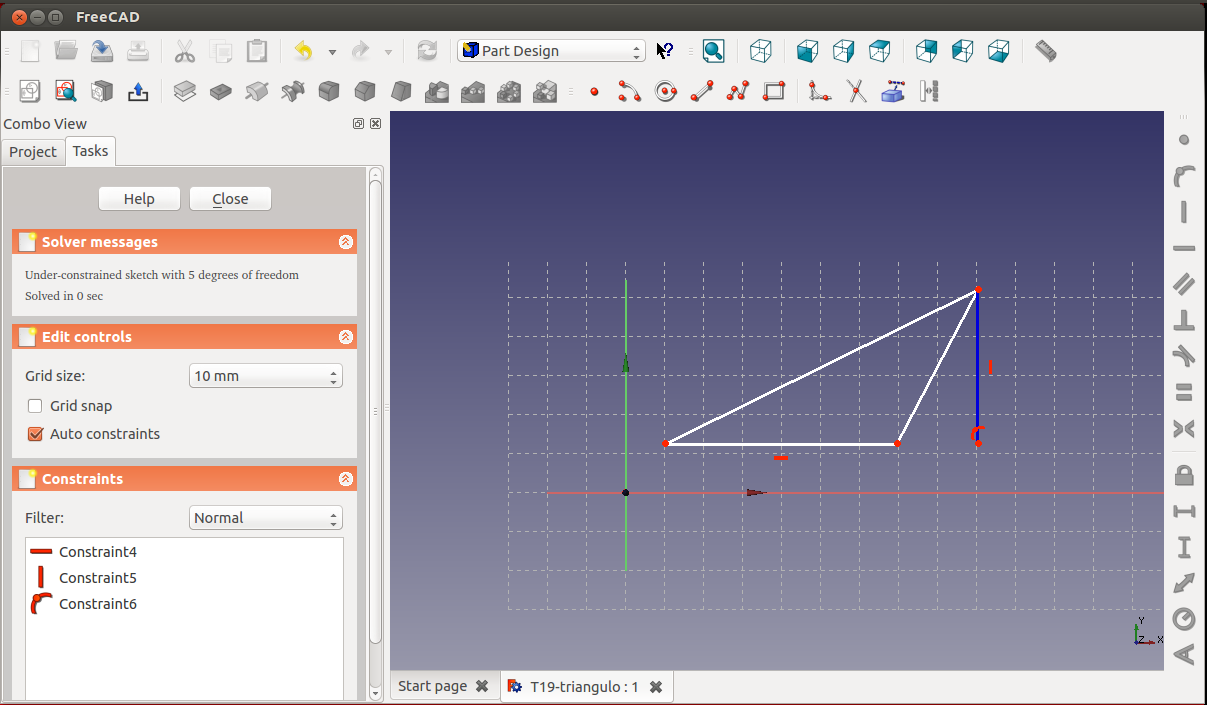 FreeCAD
Part Design
Combo View
Project
Tasks
Help
Close
Solver messages
Under-constrained sketch with 5 degrees of freedom
Solved in 0 sec
Edit controls
Grid size:
10 mm
Grid snap
Auto constraints
Constraints
Filter:
Normal
Constraint4
Constraint5
Constraint6
Y
Z
X
Start page
T19-triangulo : 1